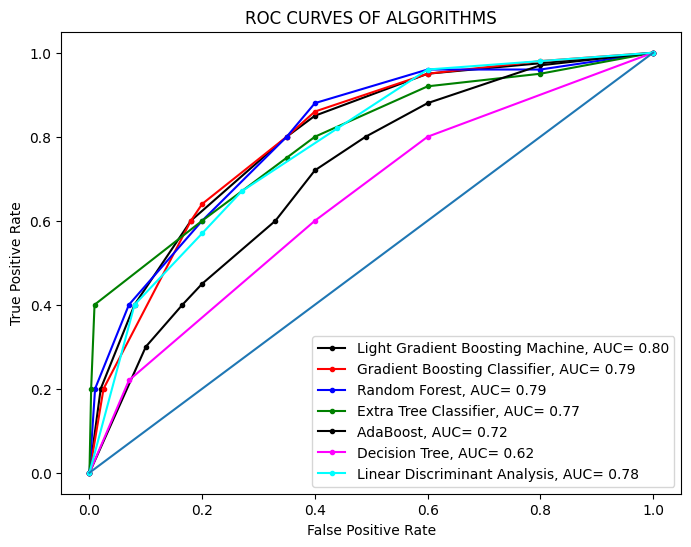 ROC CURVES OF ALGORITHMS
1.0
0.8
0.6
0.4
0.2
0.0
True Positive Rate
Light Gradient Boosting Machine, AUC= 0.80
Gradient Boosting Classifier, AUC= 0.79
Random Forest, AUC= 0.79
Extra Tree Classifier, AUC= 0.77
AdaBoost, AUC= 0.72
Decision Tree, AUC= 0.62
Linear Discriminant Analysis, AUC= 0.78
0.0 0.2 0.4 0.6 0.8 1.0
False Positive Rate